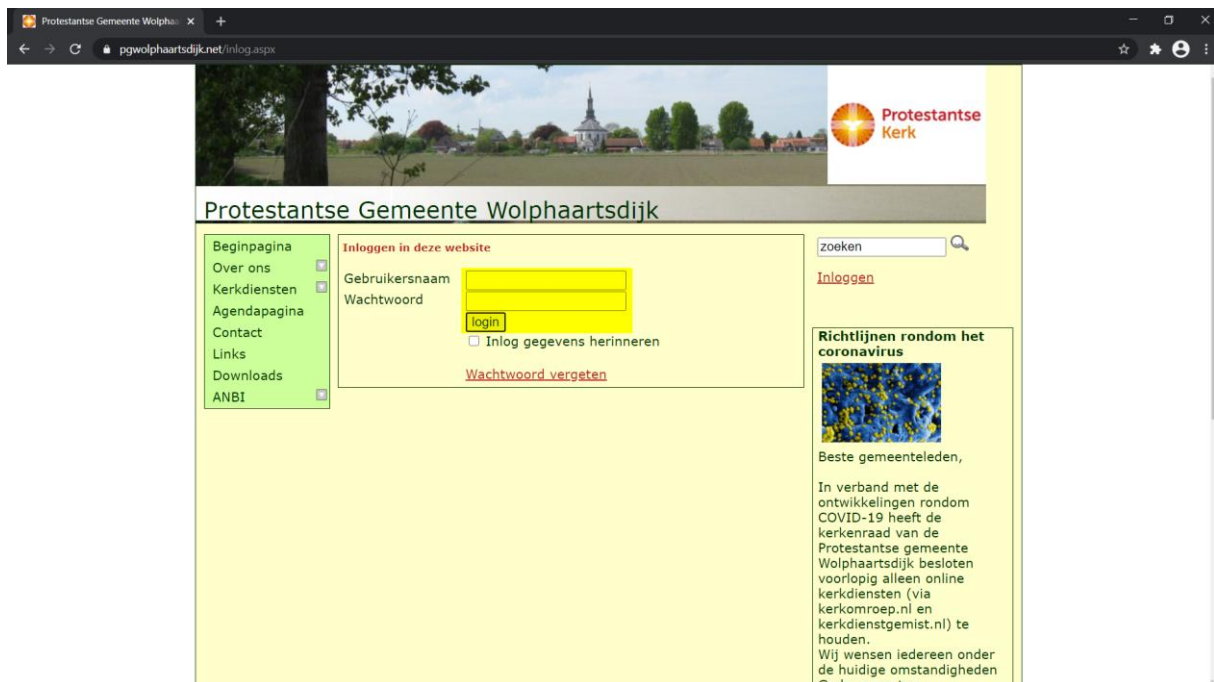 Protestantse Gemeente Wolphaa
pgwolphaartsdijk.net/inlog.aspx
Protestantse
Kerk
Protestantse Gemeente Wolphaartsdijk
Beginpagina
Over ons
Kerkdiensten
Agendapagina
Contact
Links
Downloads
ANBI
Inloggen in deze website
Gebruikersnaam
Wachtwoord
login
Inlog gegevens herinneren
Wachtwoord vergeten
zoeken
Inloggen
Richtlijnen rondom het
coronavirus
Beste gemeenteleden,
In verband met de
ontwikkelingen rondom
COVID-19 heeft de
kerkenraad van de
Protestantse gemeente
Wolphaartsdijk besloten
voorlopig alleen online
kerkdiensten (via
kerkomroep.nl en
kerkdienstgemist.nl) te
houden.
Wij wensen iedereen onder
de huidige omstandigheden